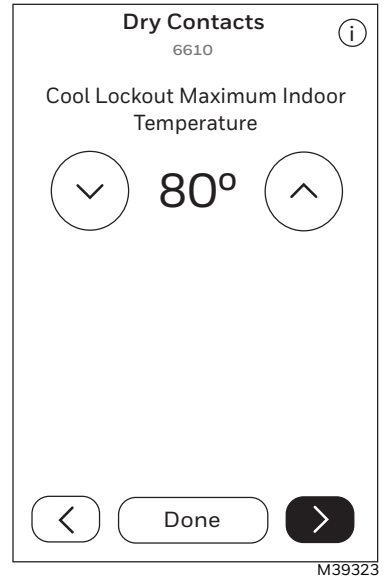 Dry Contacts
6610
i
Cool Lockout Maximum Indoor
Temperature
80º
Done
M39323